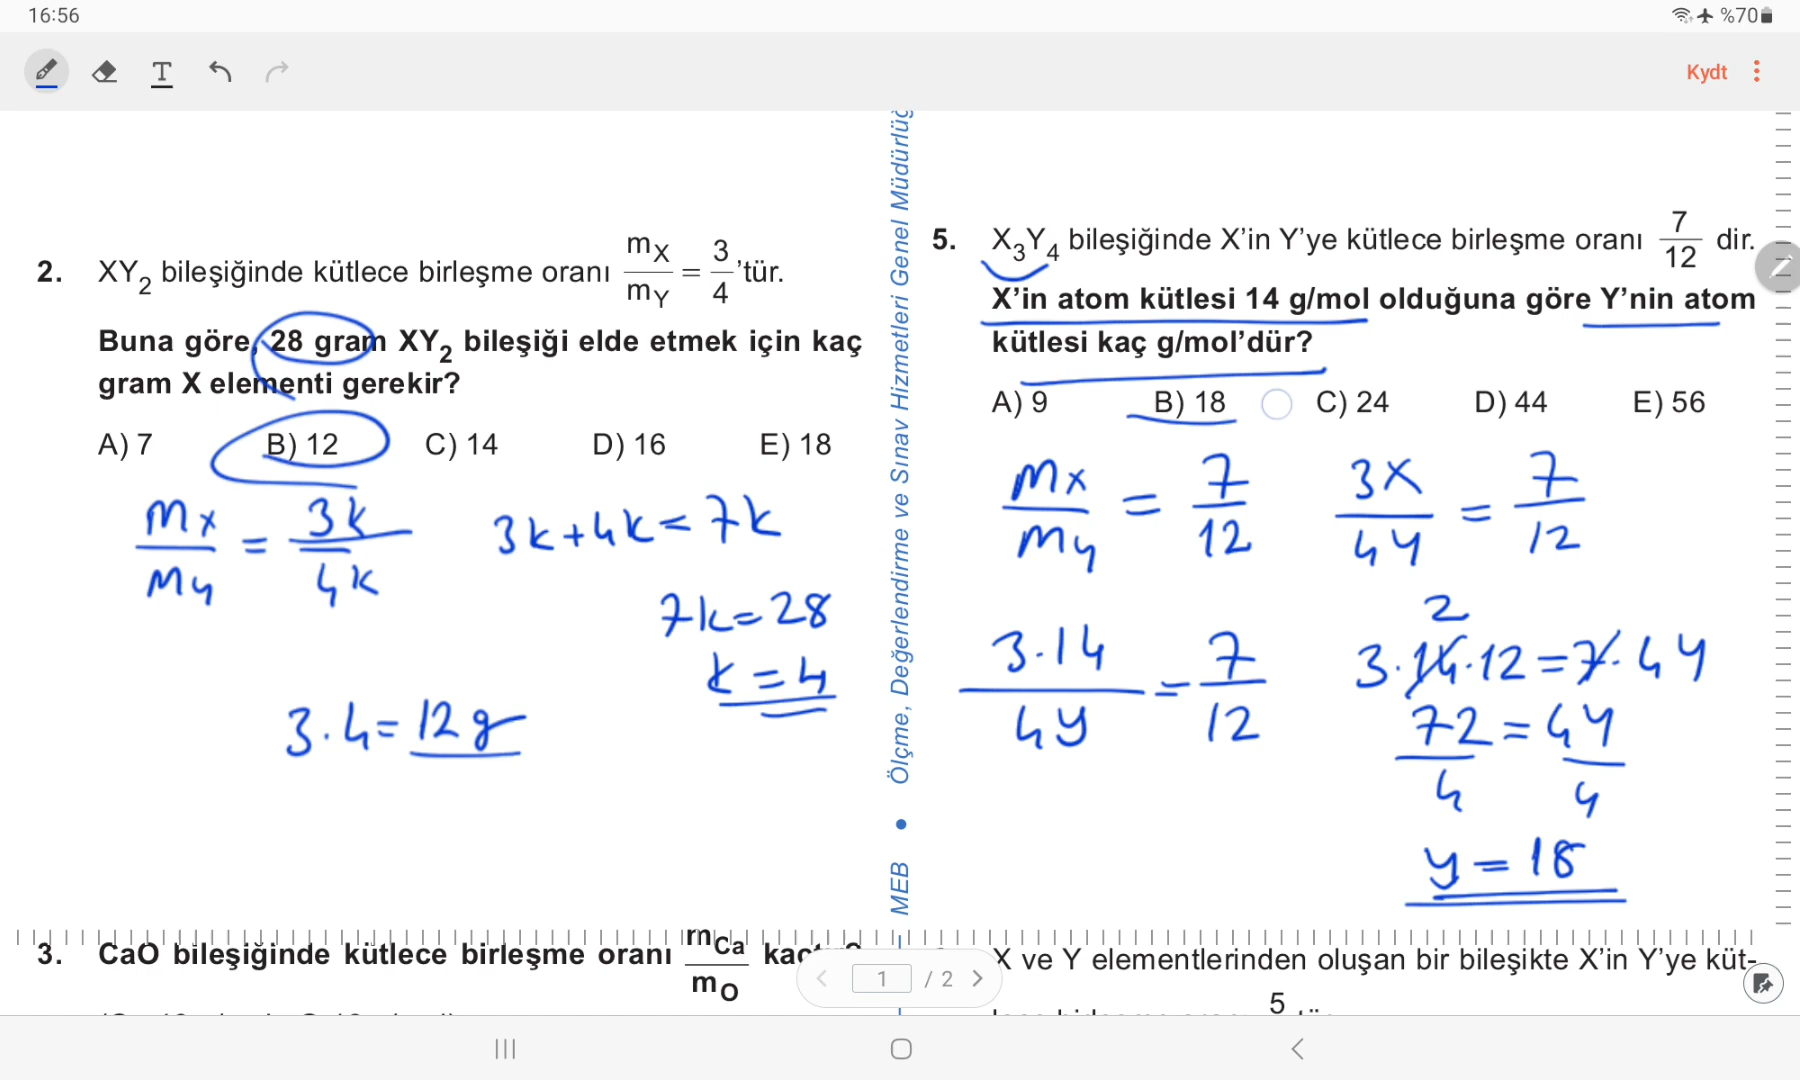 16:56
%70
T
Kydt
2. XY2 bileşiğinde kütlece birleşme oranı mX/mY = 3/4 'tür.
Buna göre, 28 gram XY2 bileşiği elde etmek için kaç
gram X elementi gerekir?
A) 7 B) 12 C) 14 D) 16 E) 18
mx/my = 3k/4k
3k+4k=7k
7k=28
k=4
3.4=12g
Ölçme, Değerlendirme ve Sınav Hizmetleri Genel Müdürlüğ
MEB •
5. X3Y4 bileşiğinde X'in Y'ye kütlece birleşme oranı 7/12 dir.
X'in atom kütlesi 14 g/mol olduğuna göre Y'nin atom
kütlesi kaç g/mol'dür?
A) 9 B) 18 C) 24 D) 44 E) 56
mx/my = 7/12
3x/4y = 7/12
3.14/4y = 7/12
2
3.14.12=7.4y
72/4=4y/4
y=18
3. CaO bileşiğinde kütlece birleşme oranı mCa/mO
1 / 2
X ve Y elementlerinden oluşan bir bileşikte X'in Y'ye küt-
5